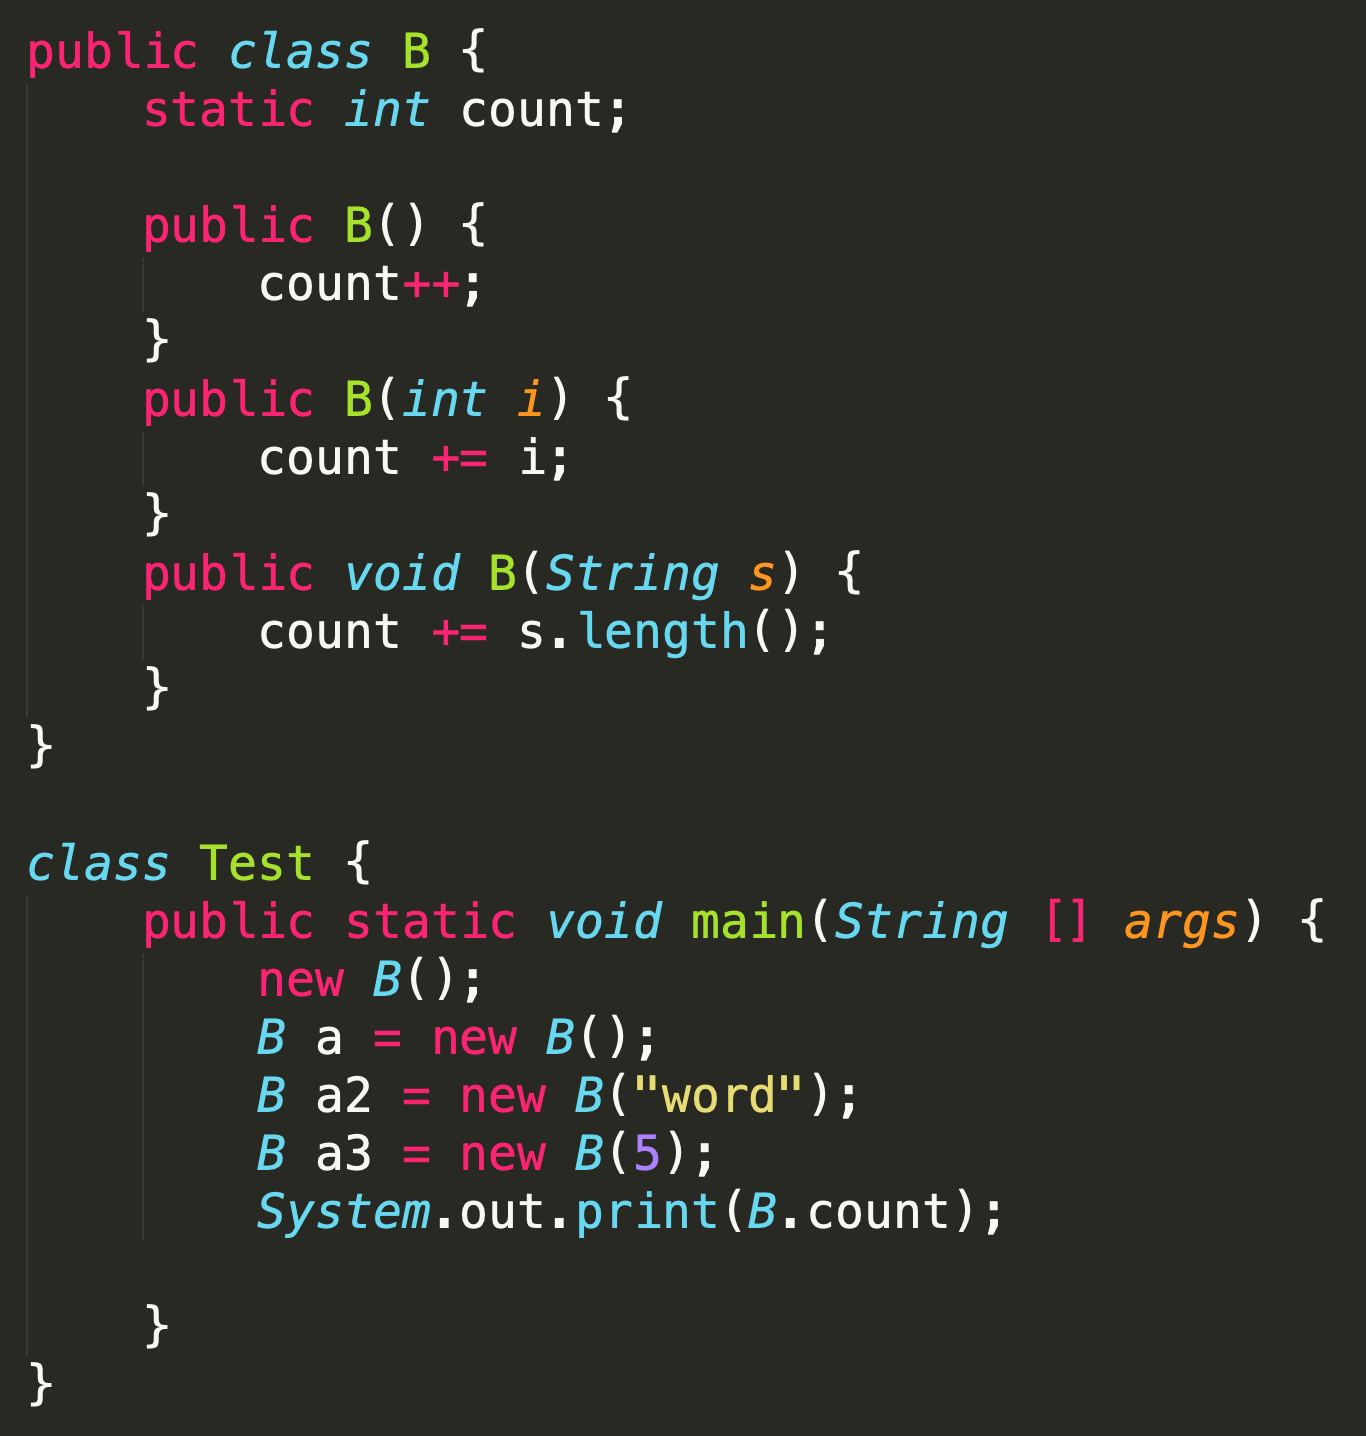 public class B {
    static int count;

    public B() {
        count++;
    }
    public B(int i) {
        count += i;
    }
    public void B(String s) {
        count += s.length();
    }
}

class Test {
    public static void main(String [] args) {
        new B();
        B a = new B();
        B a2 = new B("word");
        B a3 = new B(5);
        System.out.print(B.count);

    }
}